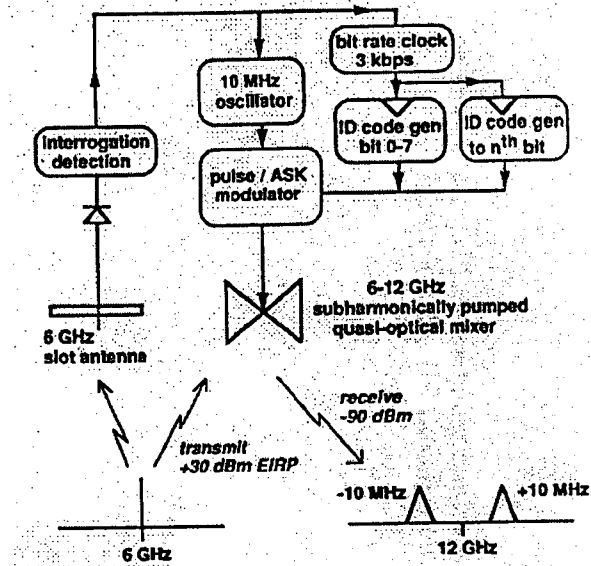 bit rate clock
3 kbps
10 MHz
oscillator
Interrogation
detection
ID code gen
bit 0-7
ID code gen
to nth bit
pulse / ASK
modulator
6-12 GHz
subharmonically pumped
quasi-optical mixer
6 GHz
slot antenna
receive
-90 dBm
transmit
+30 dBm EIRP
-10 MHz
+10 MHz
6 GHz
12 GHz